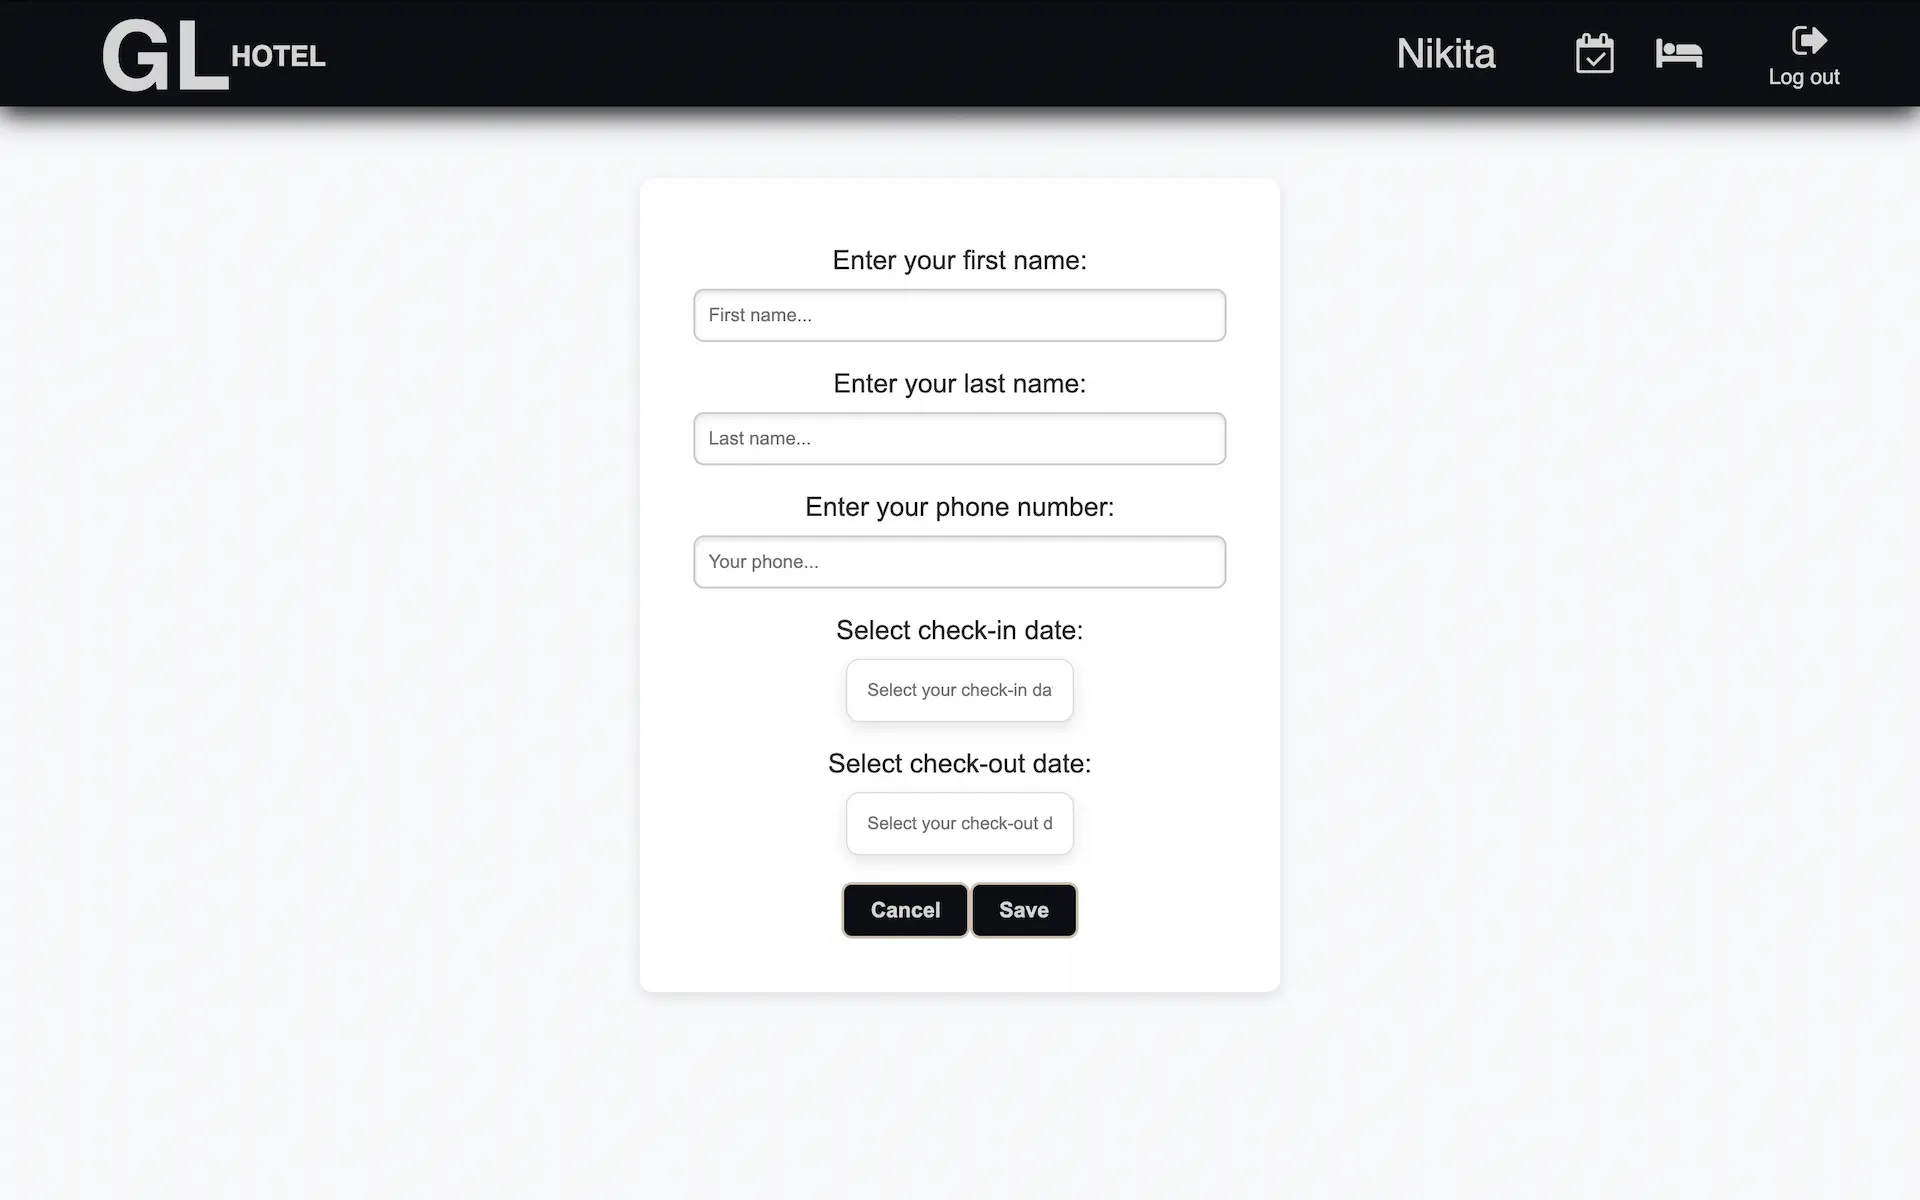 GL HOTEL
Nikita
Log out
Enter your first name:
First name...
Enter your last name:
Last name...
Enter your phone number:
Your phone...
Select check-in date:
Select your check-in da
Select check-out date:
Select your check-out d
Cancel Save